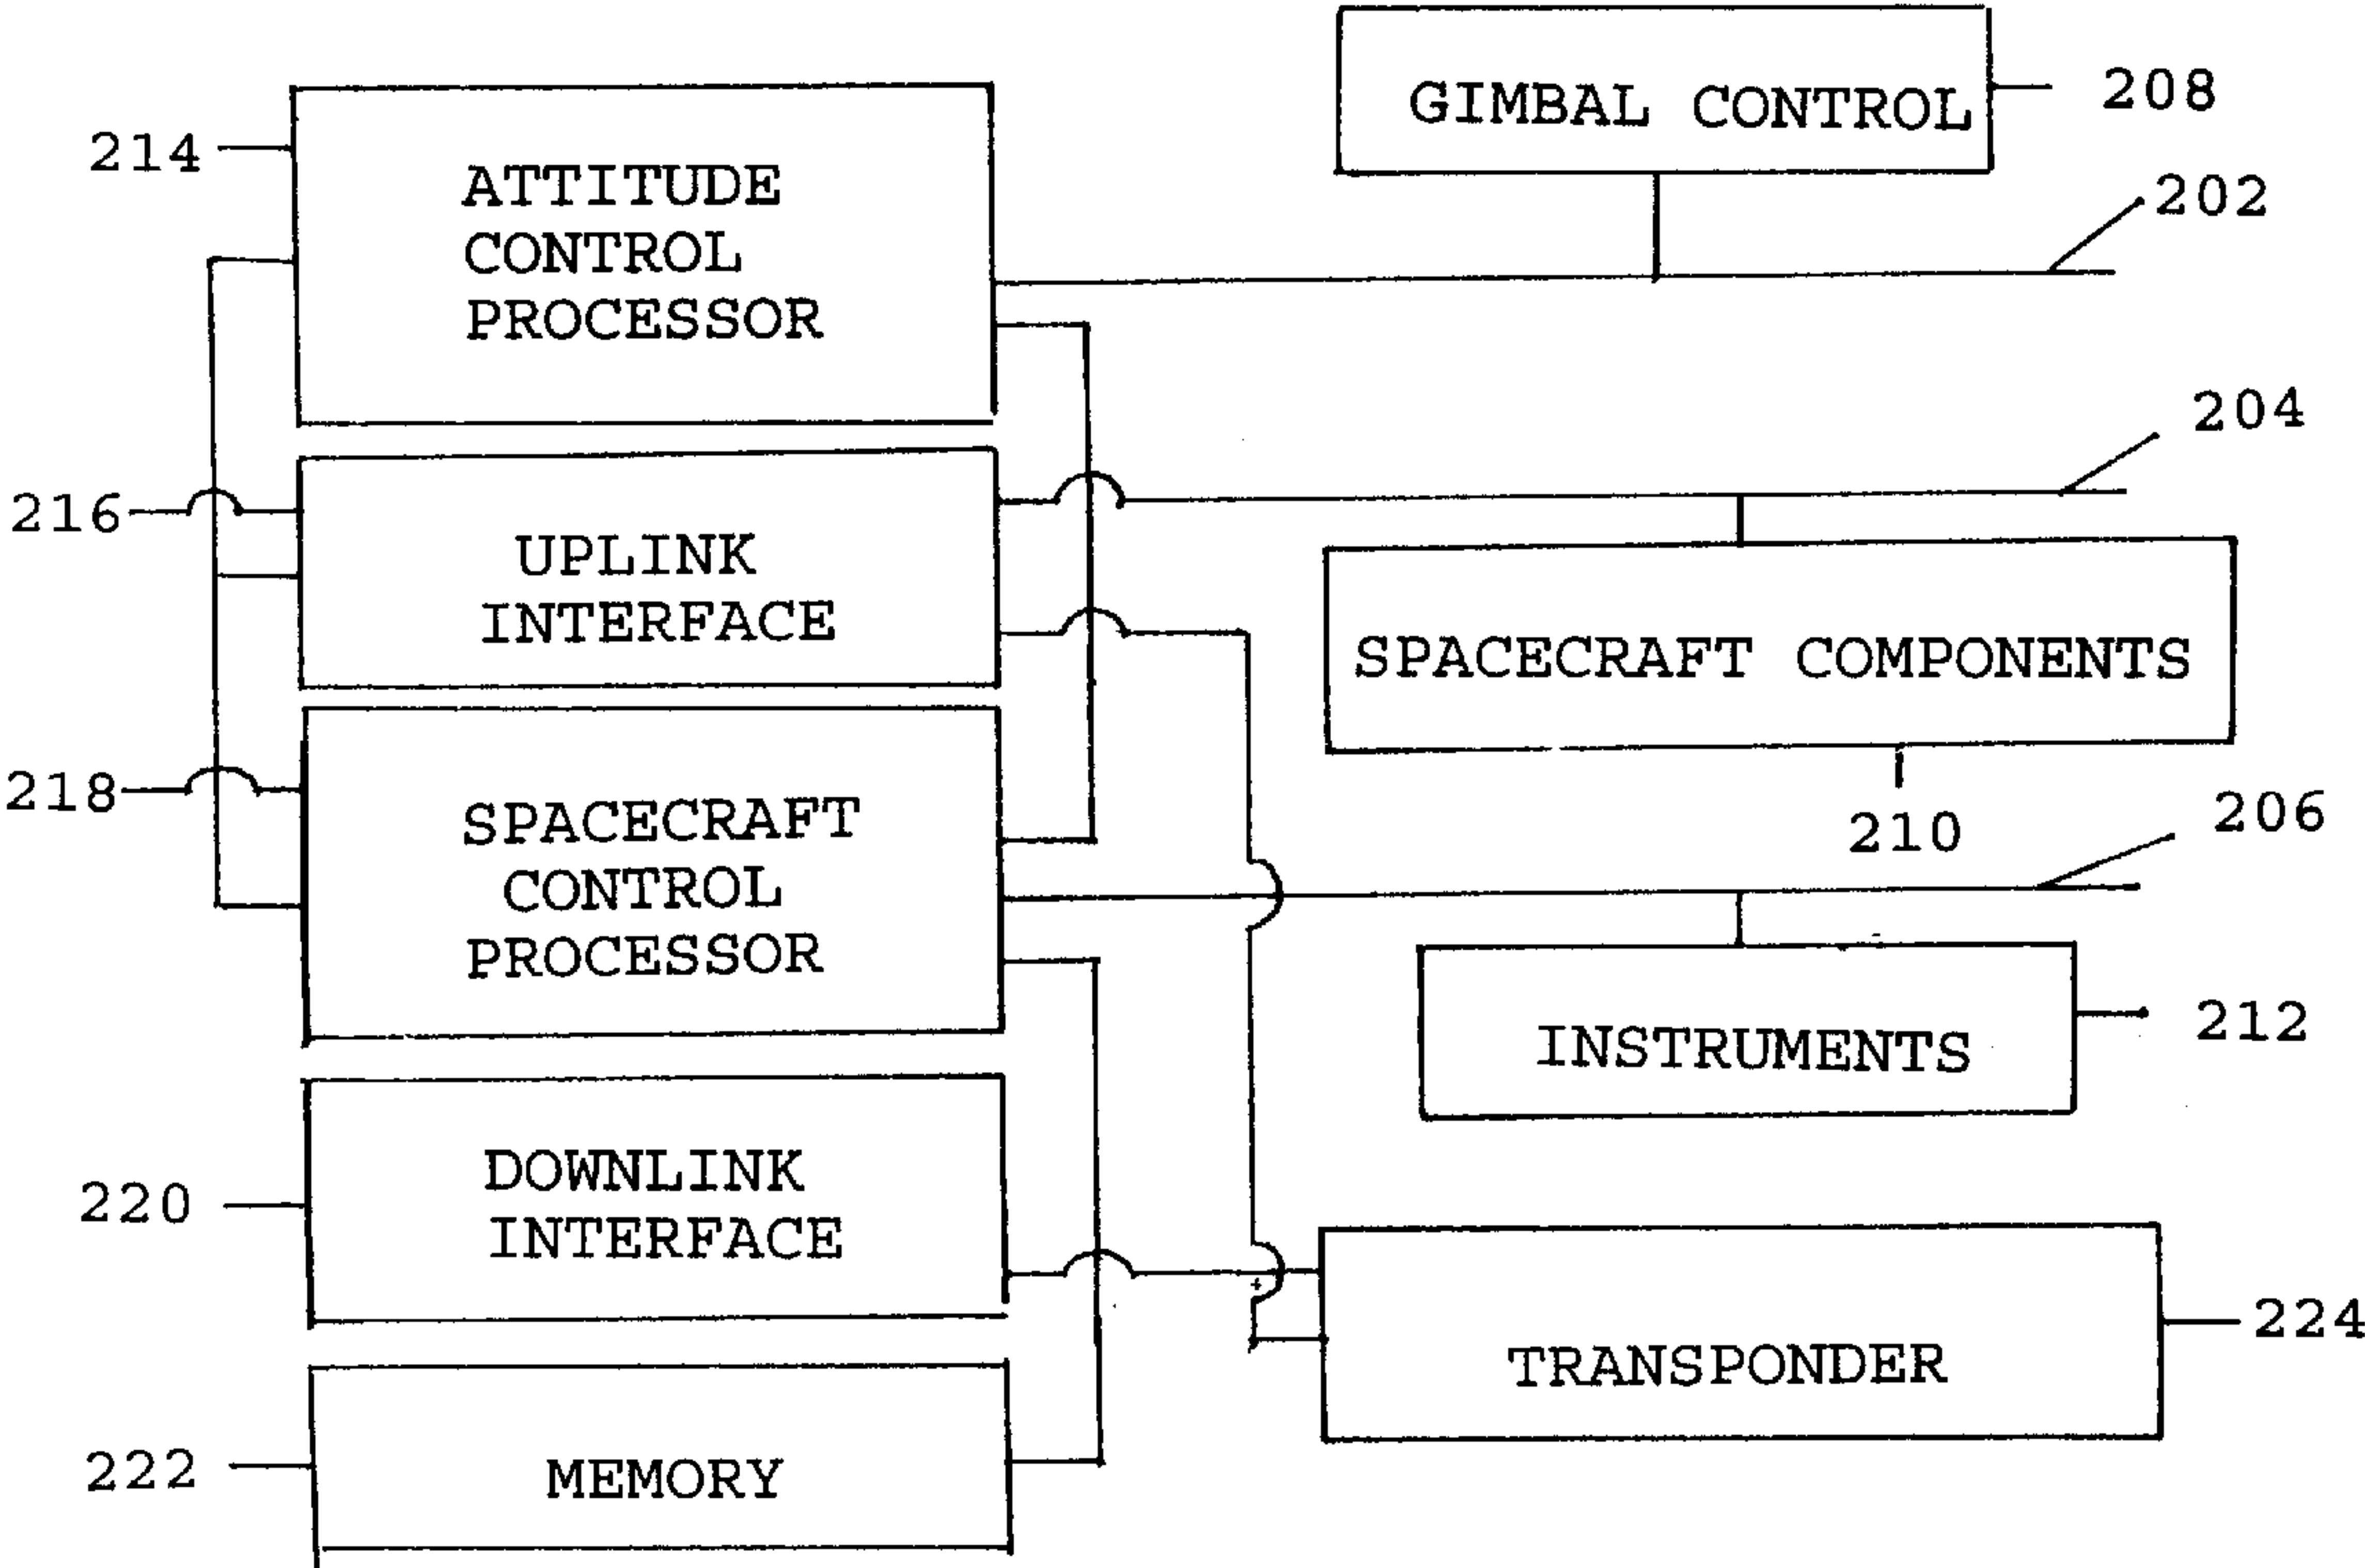 GIMBAL CONTROL
208
214
ATTITUDE
CONTROL
PROCESSOR
202
204
216
UPLINK
INTERFACE
SPACECRAFT COMPONENTS
210
218
SPACECRAFT
CONTROL
PROCESSOR
206
INSTRUMENTS
212
220
DOWNLINK
INTERFACE
TRANSPONDER
224
222
MEMORY